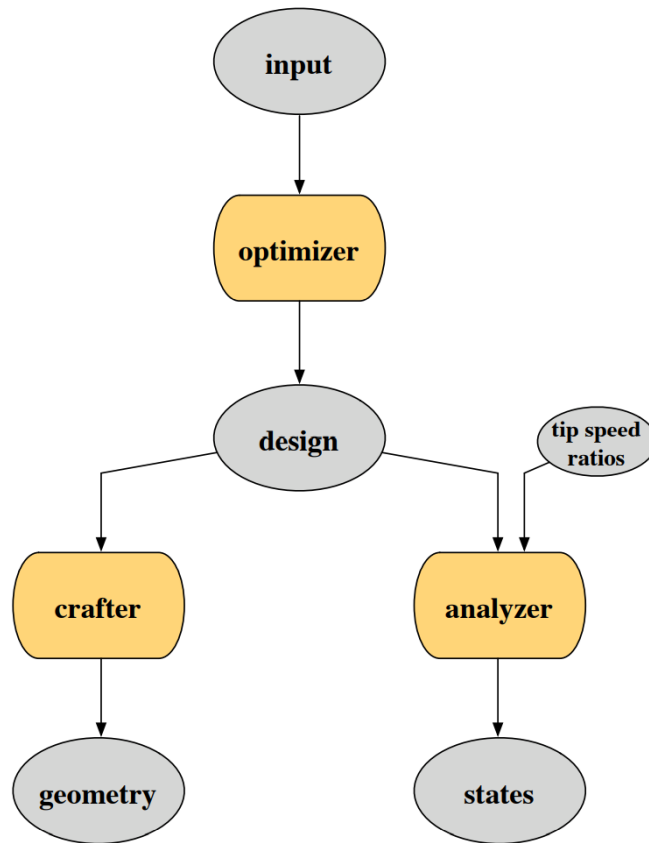 input
optimizer
design
tip speed
ratios
crafter
analyzer
geometry
states